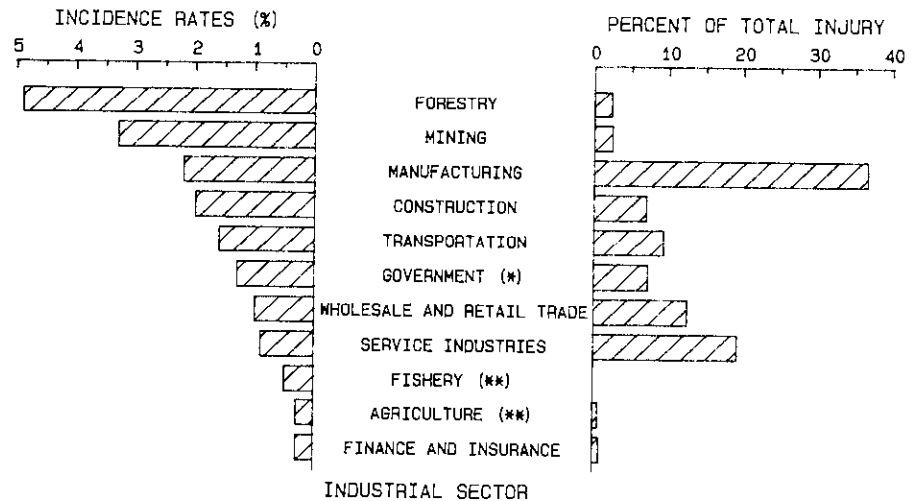 INCIDENCE RATES (%)
PERCENT OF TOTAL INJURY
5 4 3 2 1 0
0 10 20 30 40
FORESTRY
MINING
MANUFACTURING
CONSTRUCTION
TRANSPORTATION
GOVERNMENT (*)
WHOLESALE AND RETAIL TRADE
SERVICE INDUSTRIES
FISHERY (**)
AGRICULTURE (**)
FINANCE AND INSURANCE
INDUSTRIAL SECTOR